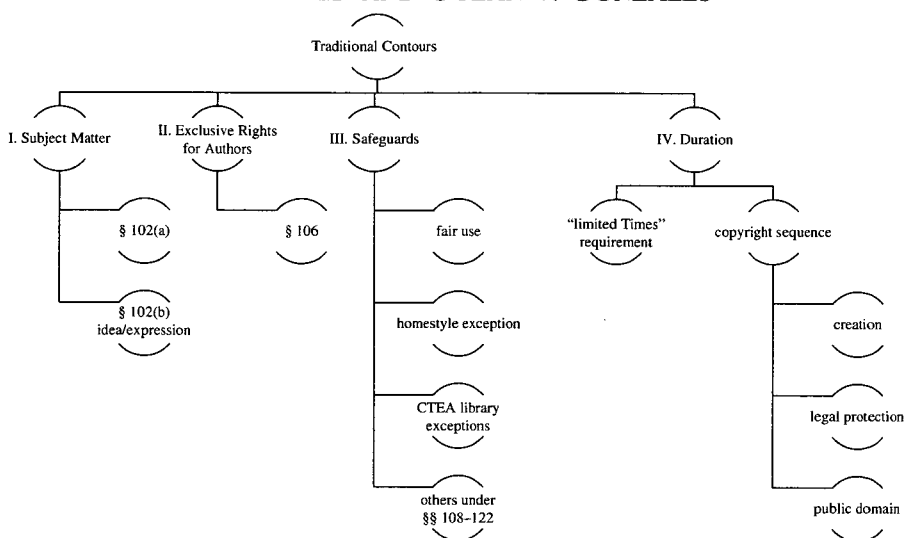 Traditional Contours
I. Subject Matter
II. Exclusive Rights
for Authors
III. Safeguards
IV. Duration
§ 102(a)
§ 102(b)
idea/expression
§ 106
fair use
homestyle exception
CTEA library
exceptions
others under
§§ 108–122
"limited Times"
requirement
copyright sequence
creation
legal protection
public domain